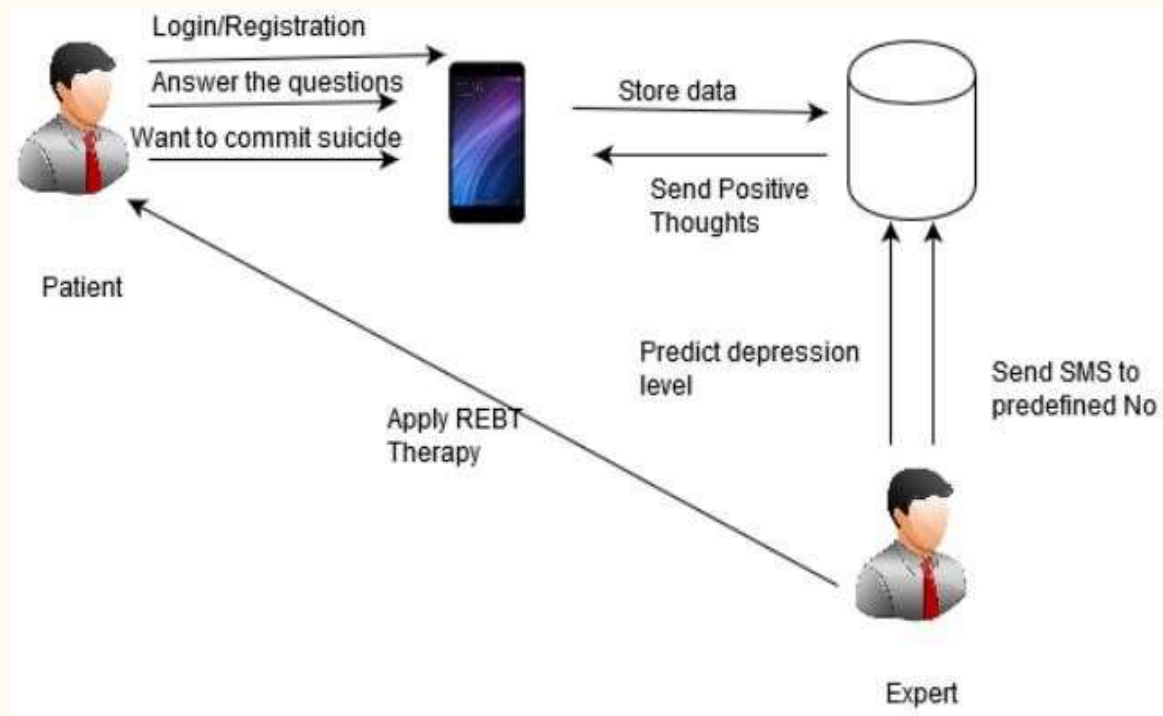 Login/Registration
Answer the questions
Want to commit suicide
Store data
Send Positive
Thoughts
Patient
Predict depression
level
Send SMS to
predefined No
Apply REBT
Therapy
Expert